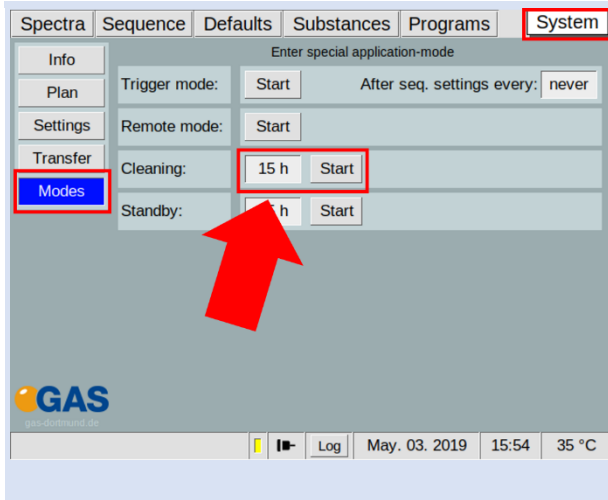 Spectra Sequence Defaults Substances Programs System
Info
Plan
Settings
Transfer
Modes
Enter special application-mode
Trigger mode: Start After seq. settings every: never
Remote mode: Start
Cleaning: 15 h Start
Standby: h Start
GAS
gas-dortmund.de
Log May. 03. 2019 15:54 35 °C